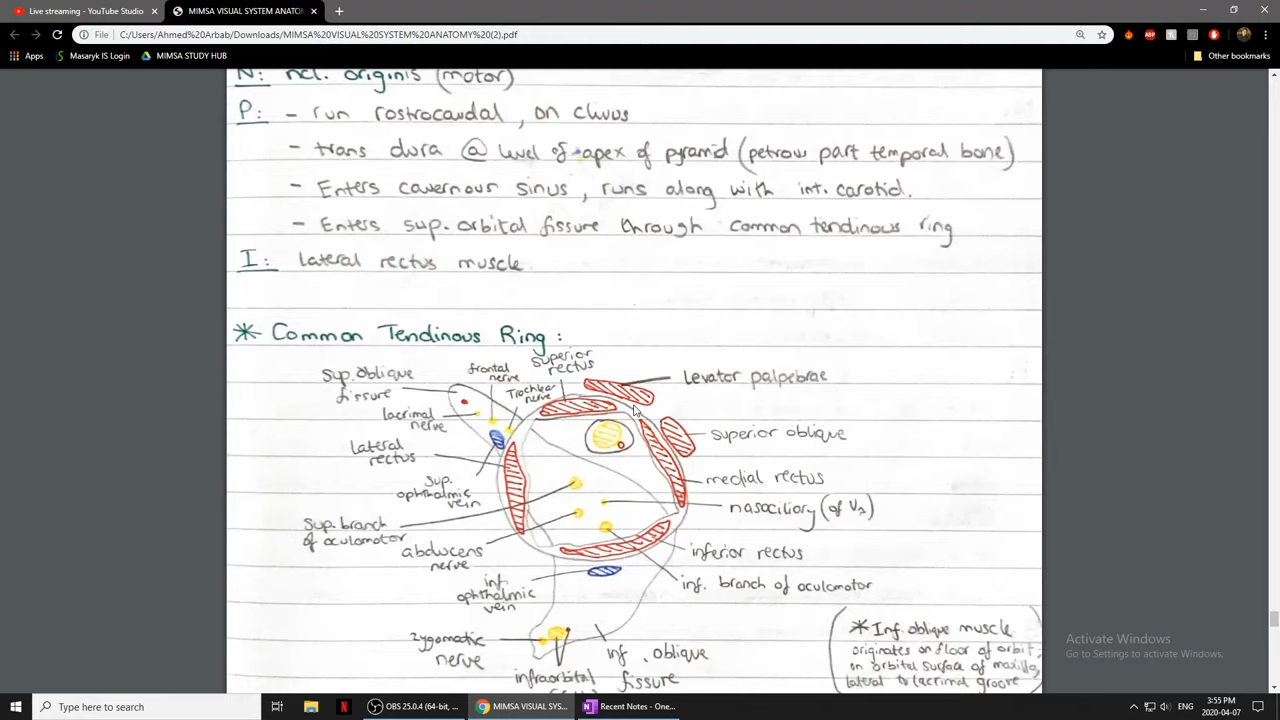 Live streaming - YouTube Studio
MIMSA VISUAL SYSTEM ANATOM
File
C:/Users/Ahmed%20Arbab/Downloads/MIMSA%20VISUAL%20SYSTEM%20ANATOMY%20(2).pdf
ABP
Apps
Masaryk IS Login
MIMSA STUDY HUB
Other bookmarks
N: ncl. originis (motor)
P: - run rostrocaudal, on clivus
- trans dura @ level of apex of pyramid (petrous part temporal bone)
- Enters cavernous sinus, runs along with int. carotid.
- Enters sup. orbital fissure through common tendinous ring
I: lateral rectus muscle.
* Common Tendinous Ring:
sup. oblique
fissure
frontal
nerve
superior
rectus
Trochlear
nerve
levator palpebrae
lacrimal
nerve
superior oblique
lateral
rectus
medial rectus
sup.
ophthalmic
vein
nasociliary (of V
sup. branch
of oculomotor
abducens
nerve
inferior rectus
inf. branch of oculomotor
inf.
ophthalmic
vein
zygomatic
nerve
inf. oblique
fissure
infraorbital
* Inf. oblique muscle
originates on floor of orbit,
on orbital surface of maxilla,
lateral to lacrimal groove
Activate Windows
Go to Settings to activate Windows.
Type here to search
OBS 25.0.4 (64-bit, ...
MIMSA VISUAL SYS...
Recent Notes - One...
ENG
3:55 PM
2020-04-07